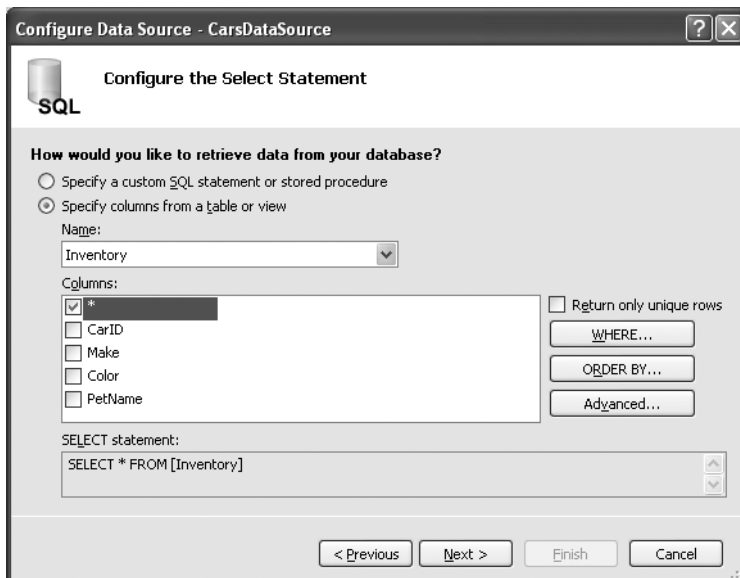 Configure Data Source - CarsDataSource
Configure the Select Statement
SQL
How would you like to retrieve data from your database?
Specify a custom SQL statement or stored procedure
Specify columns from a table or view
Name:
Inventory
Columns:
*
CarID
Make
Color
PetName
Return only unique rows
WHERE...
ORDER BY...
Advanced...
SELECT statement:
SELECT * FROM [Inventory]
< Previous
Next >
Finish
Cancel